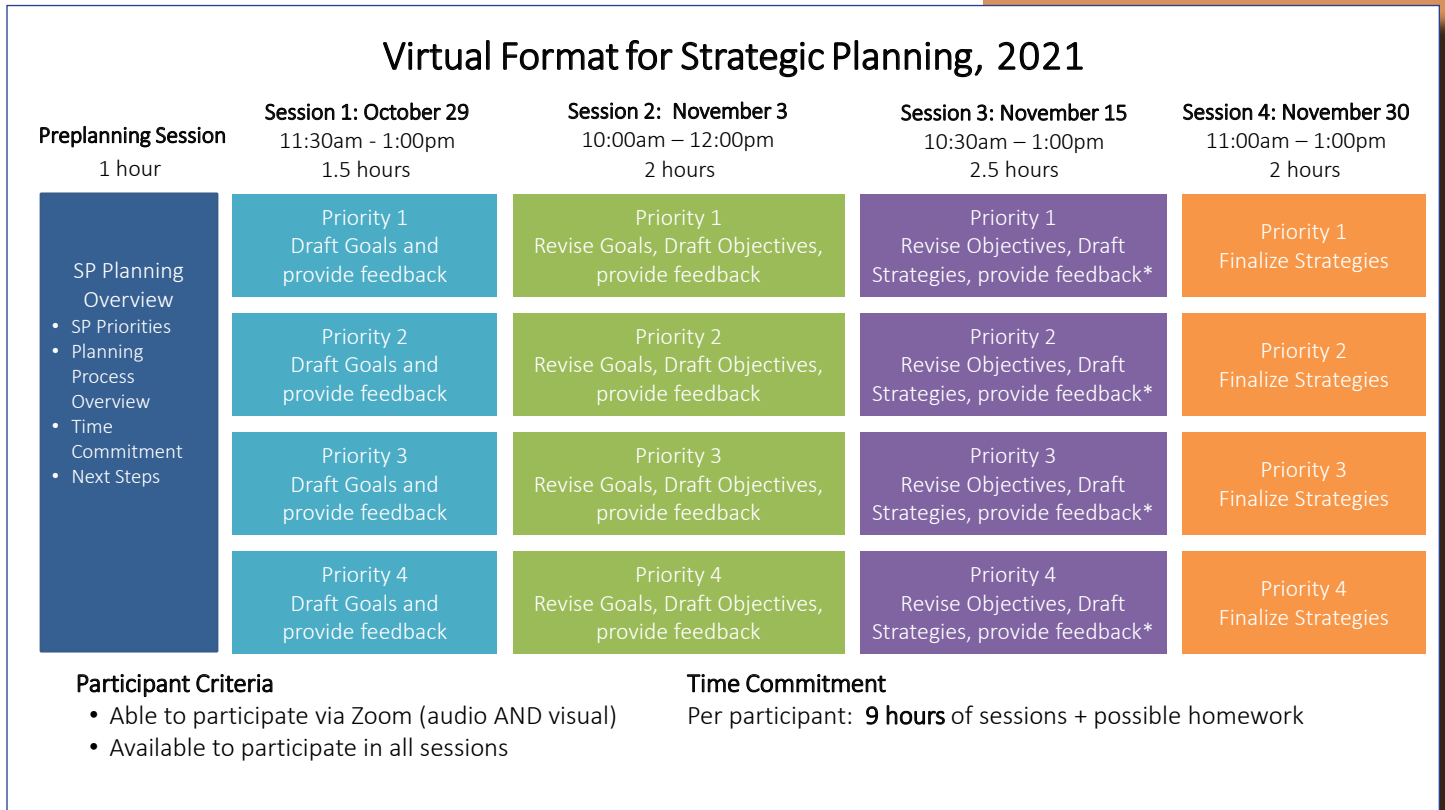 Virtual Format for Strategic Planning, 2021
Preplanning Session
1 hour
Session 1: October 29
11:30am - 1:00pm
1.5 hours
Session 2:  November 3
10:00am – 12:00pm
2 hours
Session 3: November 15
10:30am – 1:00pm
2.5 hours
Session 4: November 30
11:00am – 1:00pm
2 hours
SP Planning
Overview
• SP Priorities
• Planning
Process
Overview
• Time
Commitment
• Next Steps
Priority 1
Draft Goals and
provide feedback
Priority 1
Revise Goals, Draft Objectives,
provide feedback
Priority 1
Revise Objectives, Draft
Strategies, provide feedback*
Priority 1
Finalize Strategies
Priority 2
Draft Goals and
provide feedback
Priority 2
Revise Goals, Draft Objectives,
provide feedback
Priority 2
Revise Objectives, Draft
Strategies, provide feedback*
Priority 2
Finalize Strategies
Priority 3
Draft Goals and
provide feedback
Priority 3
Revise Goals, Draft Objectives,
provide feedback
Priority 3
Revise Objectives, Draft
Strategies, provide feedback*
Priority 3
Finalize Strategies
Priority 4
Draft Goals and
provide feedback
Priority 4
Revise Goals, Draft Objectives,
provide feedback
Priority 4
Revise Objectives, Draft
Strategies, provide feedback*
Priority 4
Finalize Strategies
Participant Criteria
• Able to participate via Zoom (audio AND visual)
• Available to participate in all sessions
Time Commitment
Per participant:  9 hours of sessions + possible homework